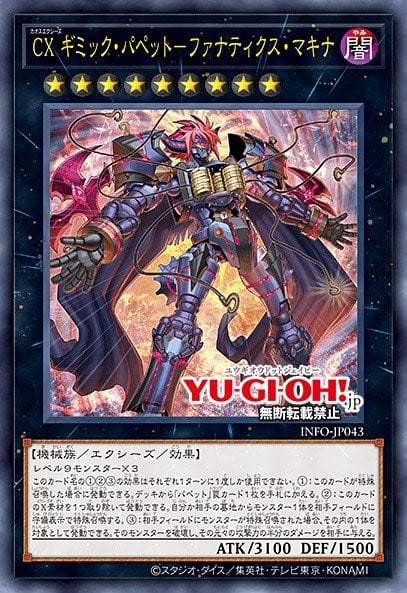 カオスエクシーズ
CX ギミック・パペット－ファナティクス・マキナ
やみ
闇
ユウギオウドットジェイピー
YU-GI-OH!.jp
無断転載禁止
INFO-JP043
【機械族／エクシーズ／効果】
レベル９モンスター×３
このカード名の①②③の効果はそれぞれ１ターンに１度しか使用できない。①：このカードが特殊
召喚した場合に発動できる。デッキから「パペット」罠カード１枚を手札に加える。②：このカード
のX素材を１つ取り除いて発動できる。自分か相手の墓地からモンスター１体を相手フィールドに
守備表示で特殊召喚する。③：相手フィールドにモンスターが特殊召喚された場合、その内の１体を
対象として発動できる。そのモンスターを破壊し、その元々の攻撃力の半分のダメージを相手に与える。
ATK/3100 DEF/1500
©スタジオ・ダイス／集英社・テレビ東京・KONAMI